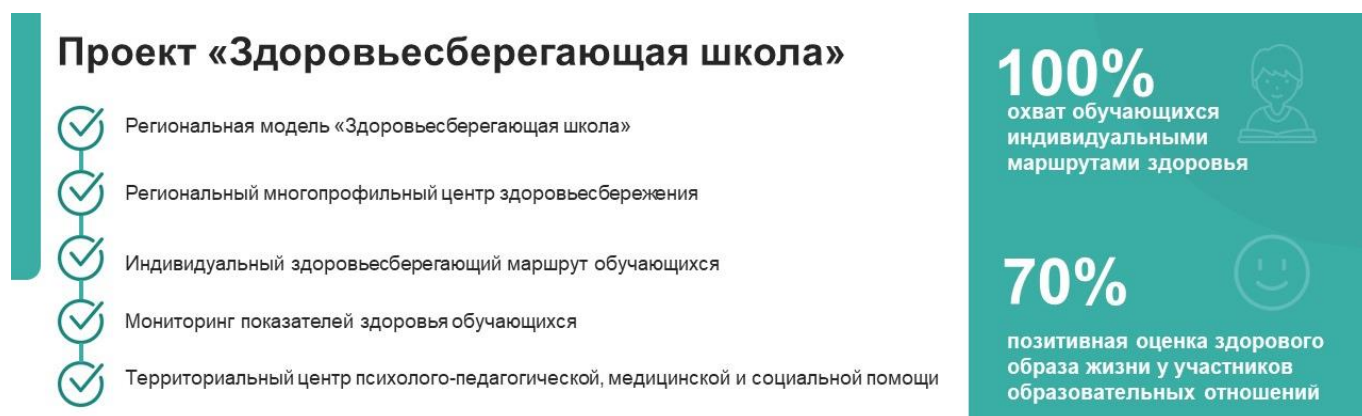 Проект «Здоровьесберегающая школа»
Региональная модель «Здоровьесберегающая школа»
Региональный многопрофильный центр здоровьесбережения
Индивидуальный здоровьесберегающий маршрут обучающихся
Мониторинг показателей здоровья обучающихся
Территориальный центр психолого-педагогической, медицинской и социальной помощи
100%
охват обучающихся
индивидуальными
маршрутами здоровья
70%
позитивная оценка здорового
образа жизни у участников
образовательных отношений